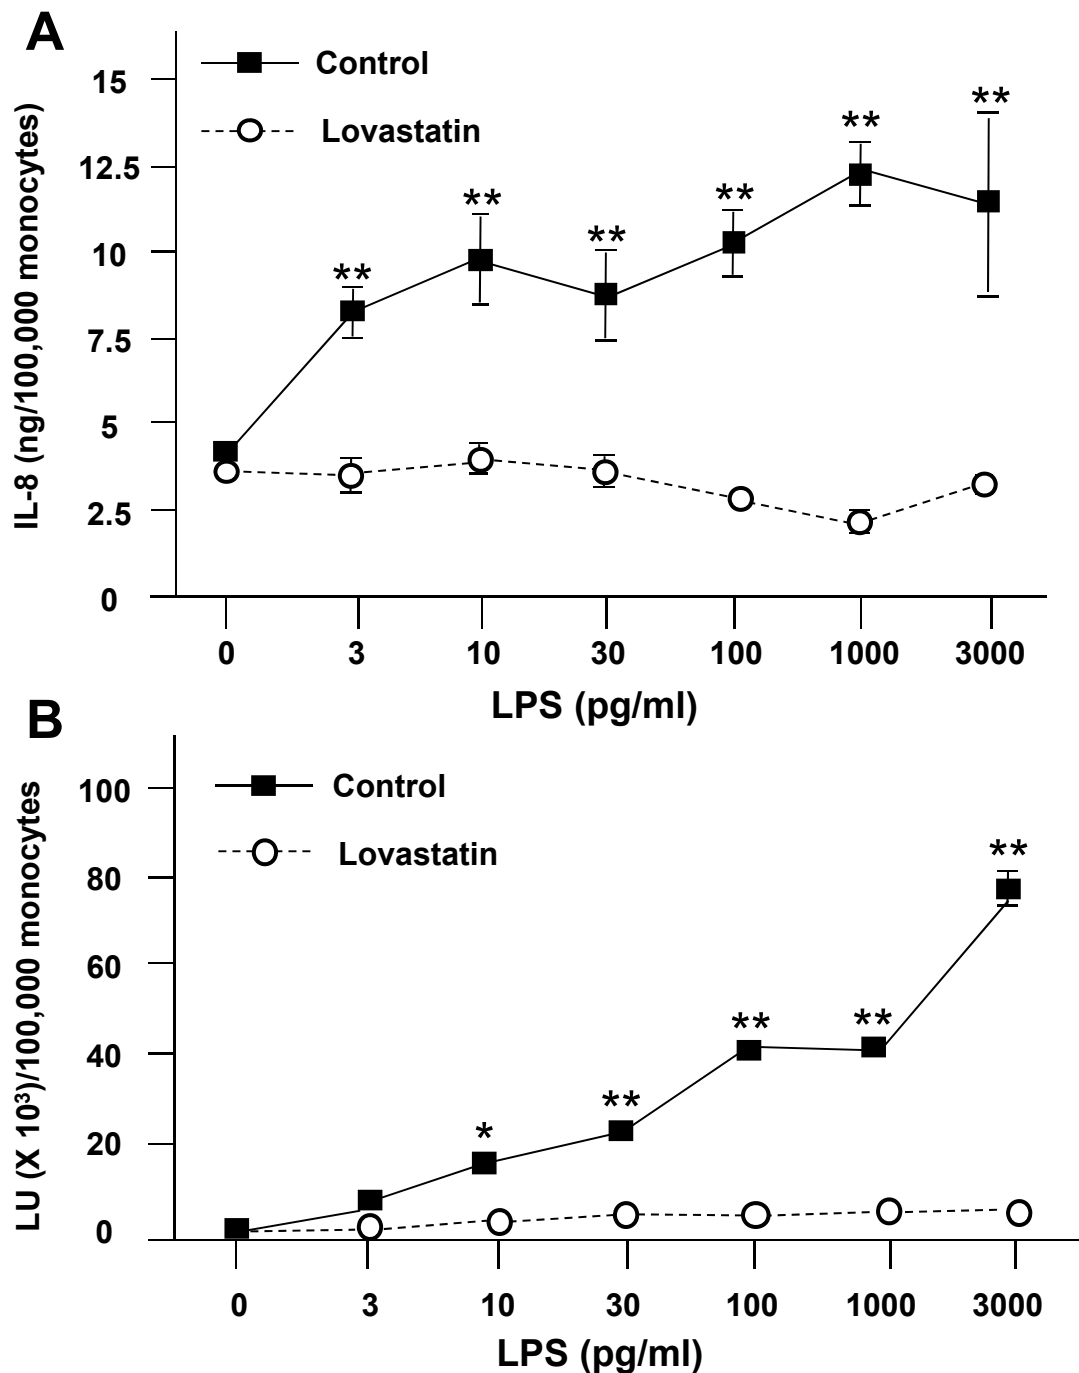 A
Control
Lovastatin
IL-8 (ng/100,000 monocytes)
15
12.5
10
7.5
5
2.5
0
**
**
**
**
**
**
0 3 10 30 100 1000 3000
LPS (pg/ml)
B
Control
Lovastatin
LU (X 10³)/100,000 monocytes
100
80
60
40
20
0
*
**
**
**
**
0 3 10 30 100 1000 3000
LPS (pg/ml)